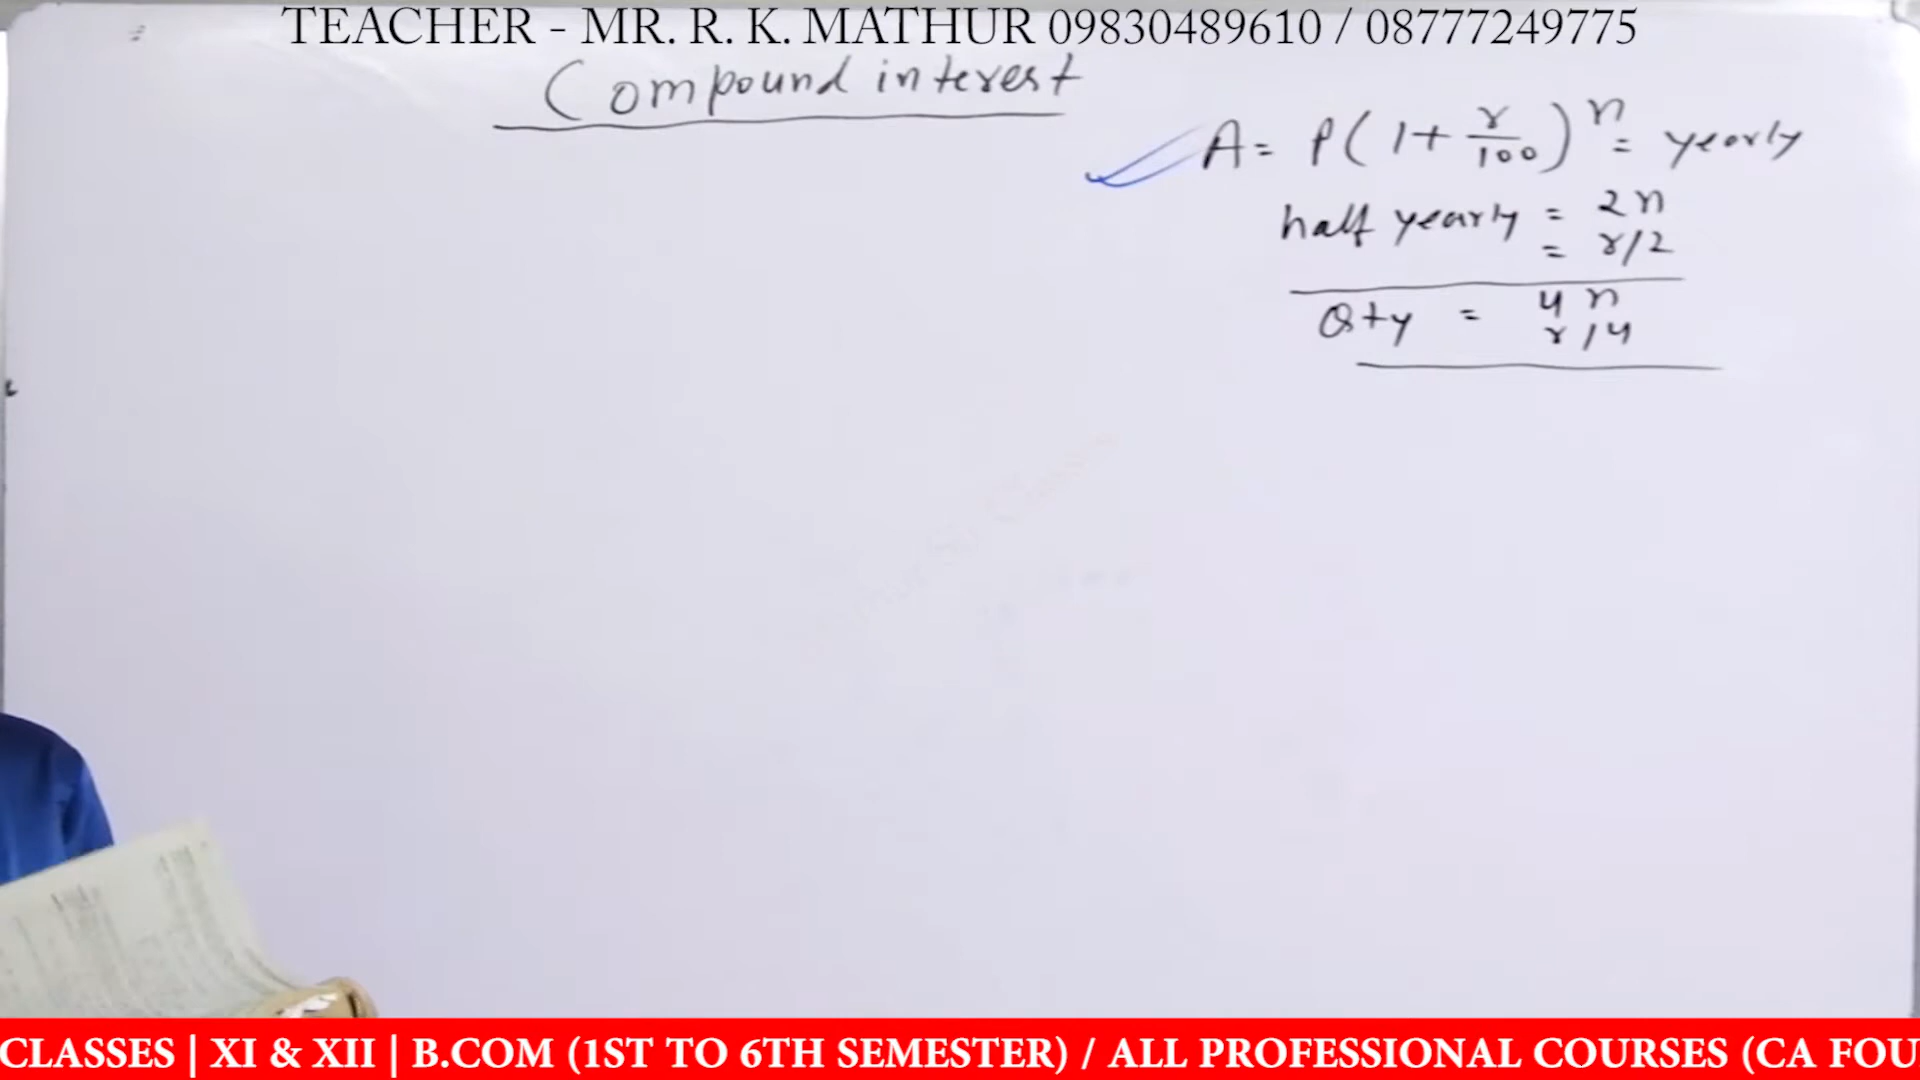 TEACHER - MR. R. K. MATHUR 09830489610 / 08777249775
Compound interest
A = P(1 + r/100)^n = yearly
half yearly = 2n
= r/2
Qty = 4n
r/4
CLASSES | XI & XII | B.COM (1ST TO 6TH SEMESTER) / ALL PROFESSIONAL COURSES (CA FOU